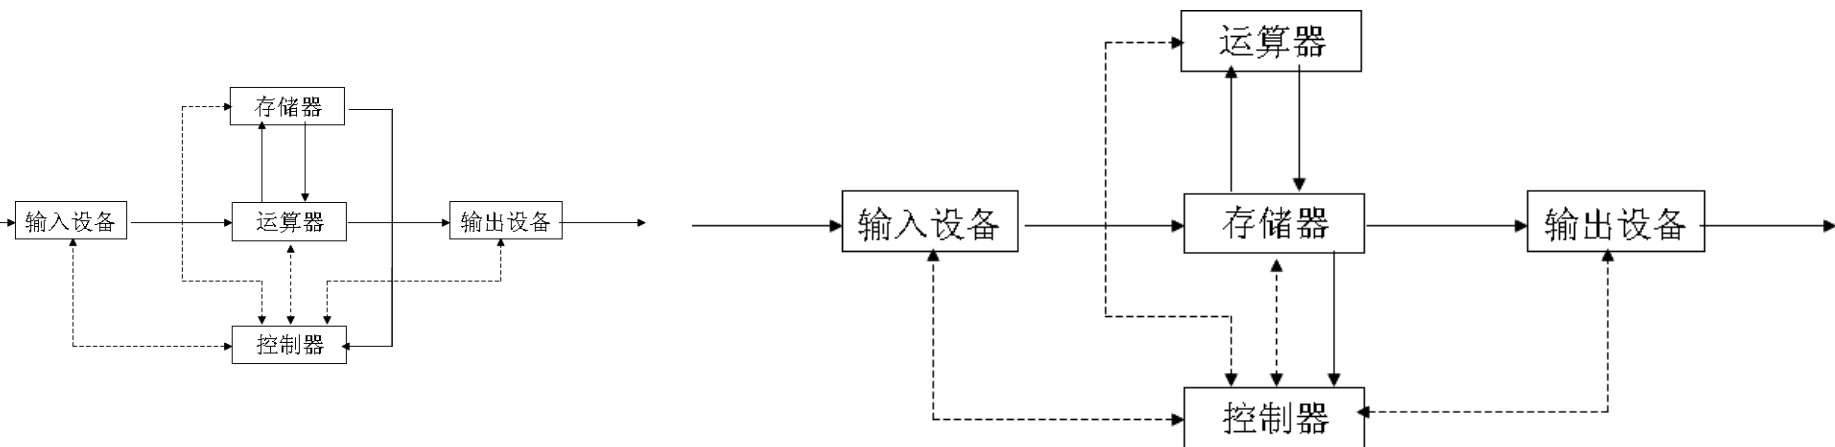 存储器
输入设备
运算器
输出设备
控制器
运算器
输入设备
存储器
输出设备
控制器